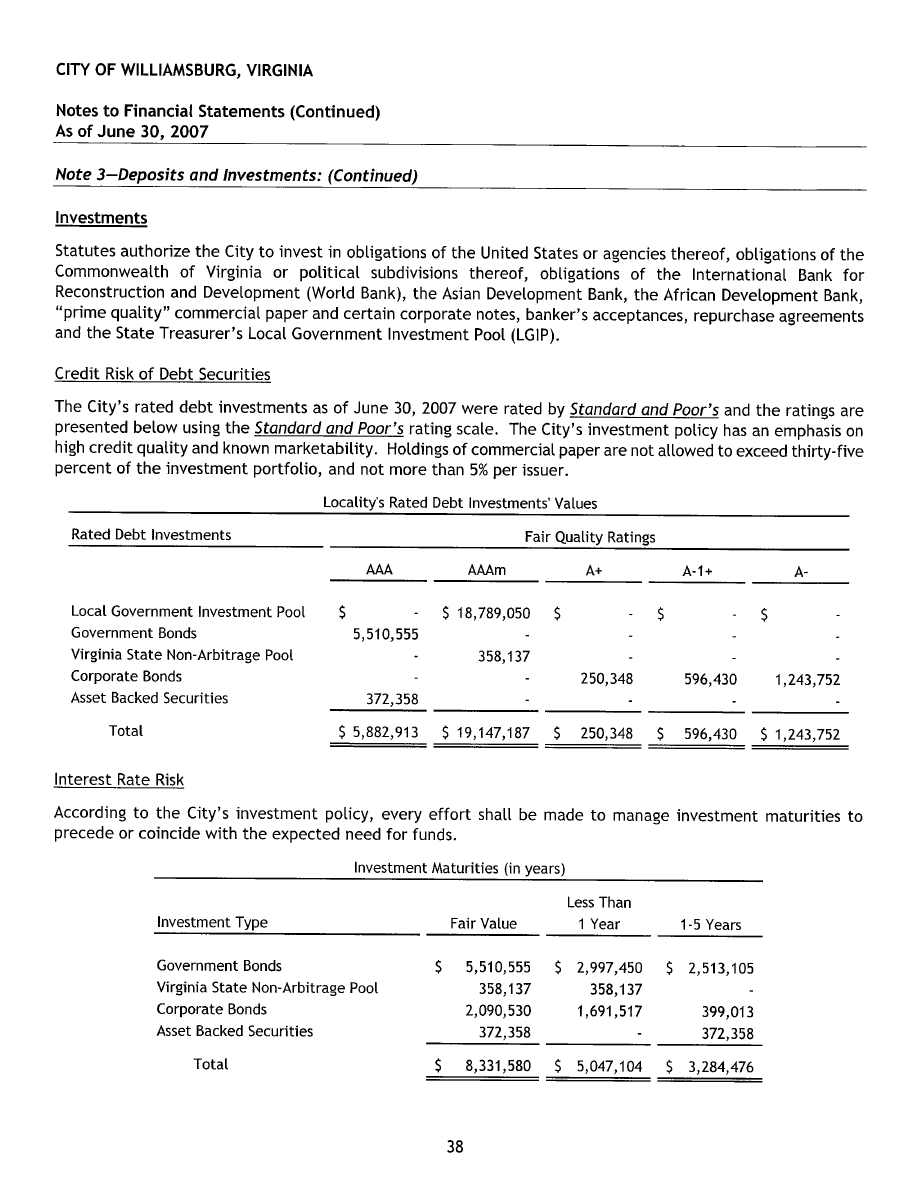 CITY OF WILLIAMSBURG, VIRGINIA
Notes to Financial Statements (Continued)
As of June 30, 2007
Note 3—Deposits and Investments: (Continued)
Investments
Statutes authorize the City to invest in obligations of the United States or agencies thereof, obligations of the
Commonwealth of Virginia or political subdivisions thereof, obligations of the International Bank for
Reconstruction and Development (World Bank), the Asian Development Bank, the African Development Bank,
“prime quality” commercial paper and certain corporate notes, banker’s acceptances, repurchase agreements
and the State Treasurer’s Local Government Investment Pool (LGIP).
Credit Risk of Debt Securities
The City’s rated debt investments as of June 30, 2007 were rated by Standard and Poor’s and the ratings are
presented below using the Standard and Poor’s rating scale. The City’s investment policy has an emphasis on
high credit quality and known marketability. Holdings of commercial paper are not allowed to exceed thirty-five
percent of the investment portfolio, and not more than 5% per issuer.
Locality's Rated Debt Investments' Values
Rated Debt Investments Fair Quality Ratings
AAA AAAm A+ A-1+ A-
Local Government Investment Pool $ - $ 18,789,050 $ - $ - $ -
Government Bonds 5,510,555 - - - -
Virginia State Non-Arbitrage Pool - 358,137 - - -
Corporate Bonds - - 250,348 596,430 1,243,752
Asset Backed Securities 372,358 - - - -
Total $ 5,882,913 $ 19,147,187 $ 250,348 $ 596,430 $ 1,243,752
Interest Rate Risk
According to the City’s investment policy, every effort shall be made to manage investment maturities to
precede or coincide with the expected need for funds.
Investment Maturities (in years)
Less Than
Investment Type Fair Value 1 Year 1-5 Years
Government Bonds $ 5,510,555 $ 2,997,450 $ 2,513,105
Virginia State Non-Arbitrage Pool 358,137 358,137 -
Corporate Bonds 2,090,530 1,691,517 399,013
Asset Backed Securities 372,358 - 372,358
Total $ 8,331,580 $ 5,047,104 $ 3,284,476
38